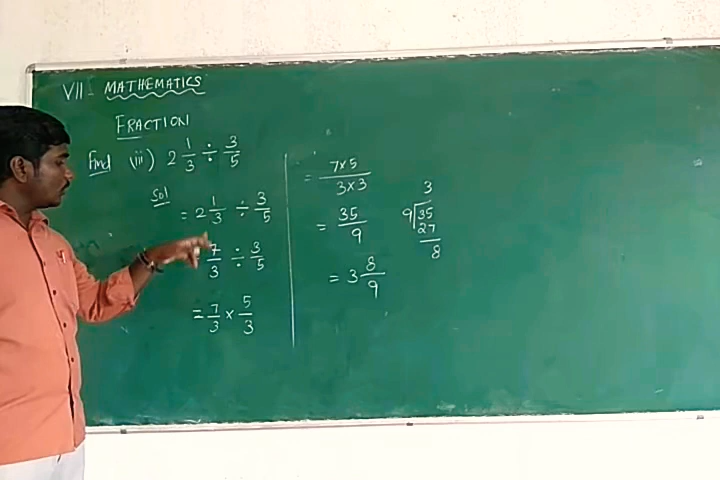 VII - MATHEMATICS
FRACTION
Find (iii) 2 1/3 ÷ 3/5
Sol
= 2 1/3 ÷ 3/5
7/3 ÷ 3/5
= 7/3 × 5/3
= 7×5 / 3×3
= 35/9
= 3 8/9
3
9 35
27
8